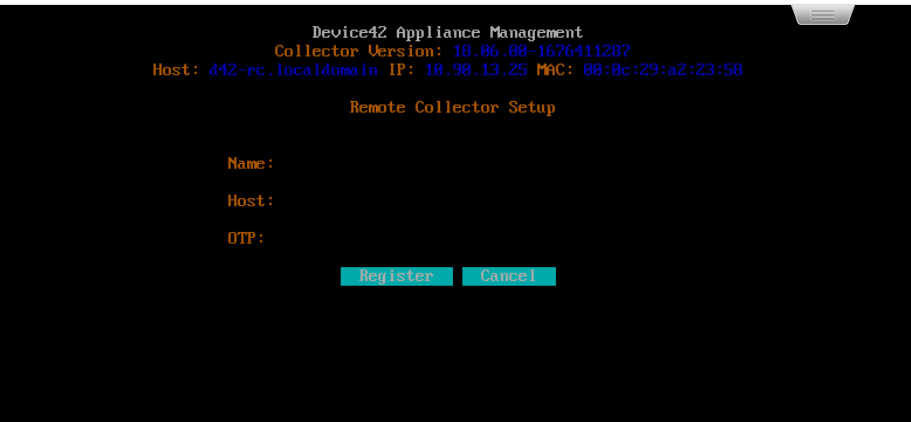 Device42 Appliance Management
Collector Version: 18.06.00-1676411207
Host: d42-rc.localdomain IP: 10.90.13.25 MAC: 00:0c:29:a2:23:58
Remote Collector Setup
Name:
Host:
OTP:
Register Cancel